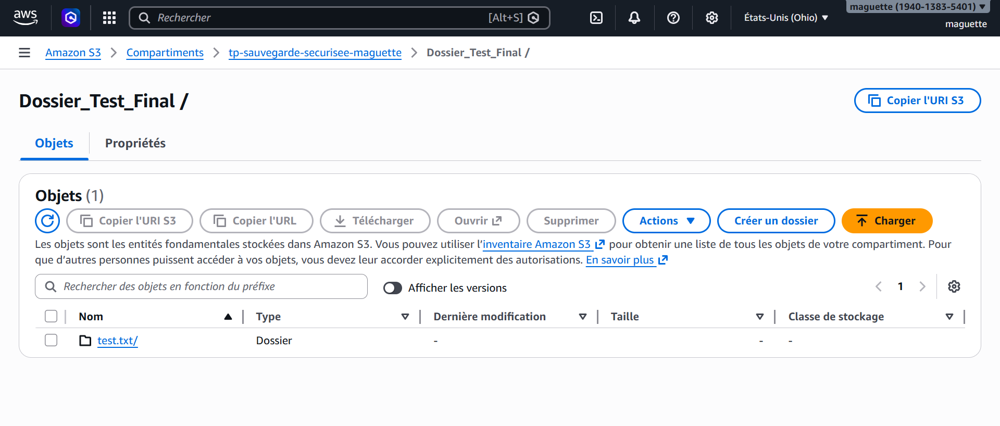 aws
Rechercher
[Alt+S]
États-Unis (Ohio)
maguette (1940-1383-5401)
maguette
Amazon S3
Compartiments
tp-sauvegarde-securisee-maguette
Dossier_Test_Final /
Dossier_Test_Final /
Copier l'URI S3
Objets
Propriétés
Objets (1)
Copier l'URI S3
Copier l'URL
Télécharger
Ouvrir
Supprimer
Actions
Créer un dossier
Charger
Les objets sont les entités fondamentales stockées dans Amazon S3. Vous pouvez utiliser l’inventaire Amazon S3 pour obtenir une liste de tous les objets de votre compartiment. Pour
que d’autres personnes puissent accéder à vos objets, vous devez leur accorder explicitement des autorisations. En savoir plus
Rechercher des objets en fonction du préfixe
Afficher les versions
1
Nom
Type
Dernière modification
Taille
Classe de stockage
test.txt/
Dossier
-
-
-